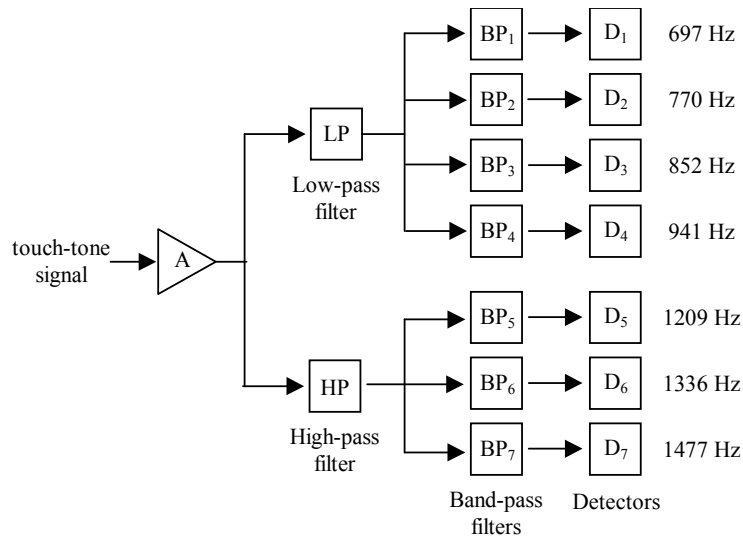 BP₁ D₁ 697 Hz
BP₂ D₂ 770 Hz
LP
BP₃ D₃ 852 Hz
Low-pass
filter
BP₄ D₄ 941 Hz
touch-tone
signal
A
BP₅ D₅ 1209 Hz
HP BP₆ D₆ 1336 Hz
High-pass
filter
BP₇ D₇ 1477 Hz
Band-pass
filters
Detectors